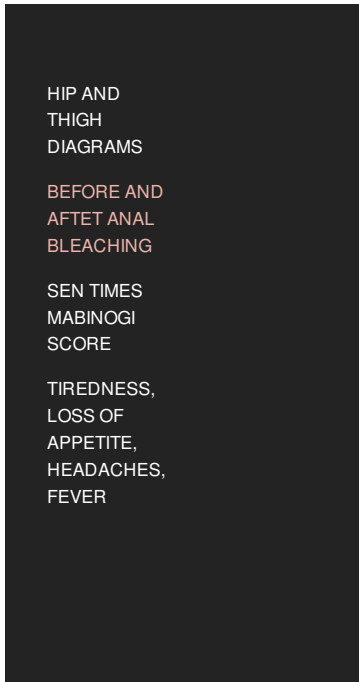 HIP AND
THIGH
DIAGRAMS
BEFORE AND
AFTET ANAL
BLEACHING
SEN TIMES
MABINOGI
SCORE
TIREDNESS,
LOSS OF
APPETITE,
HEADACHES,
FEVER